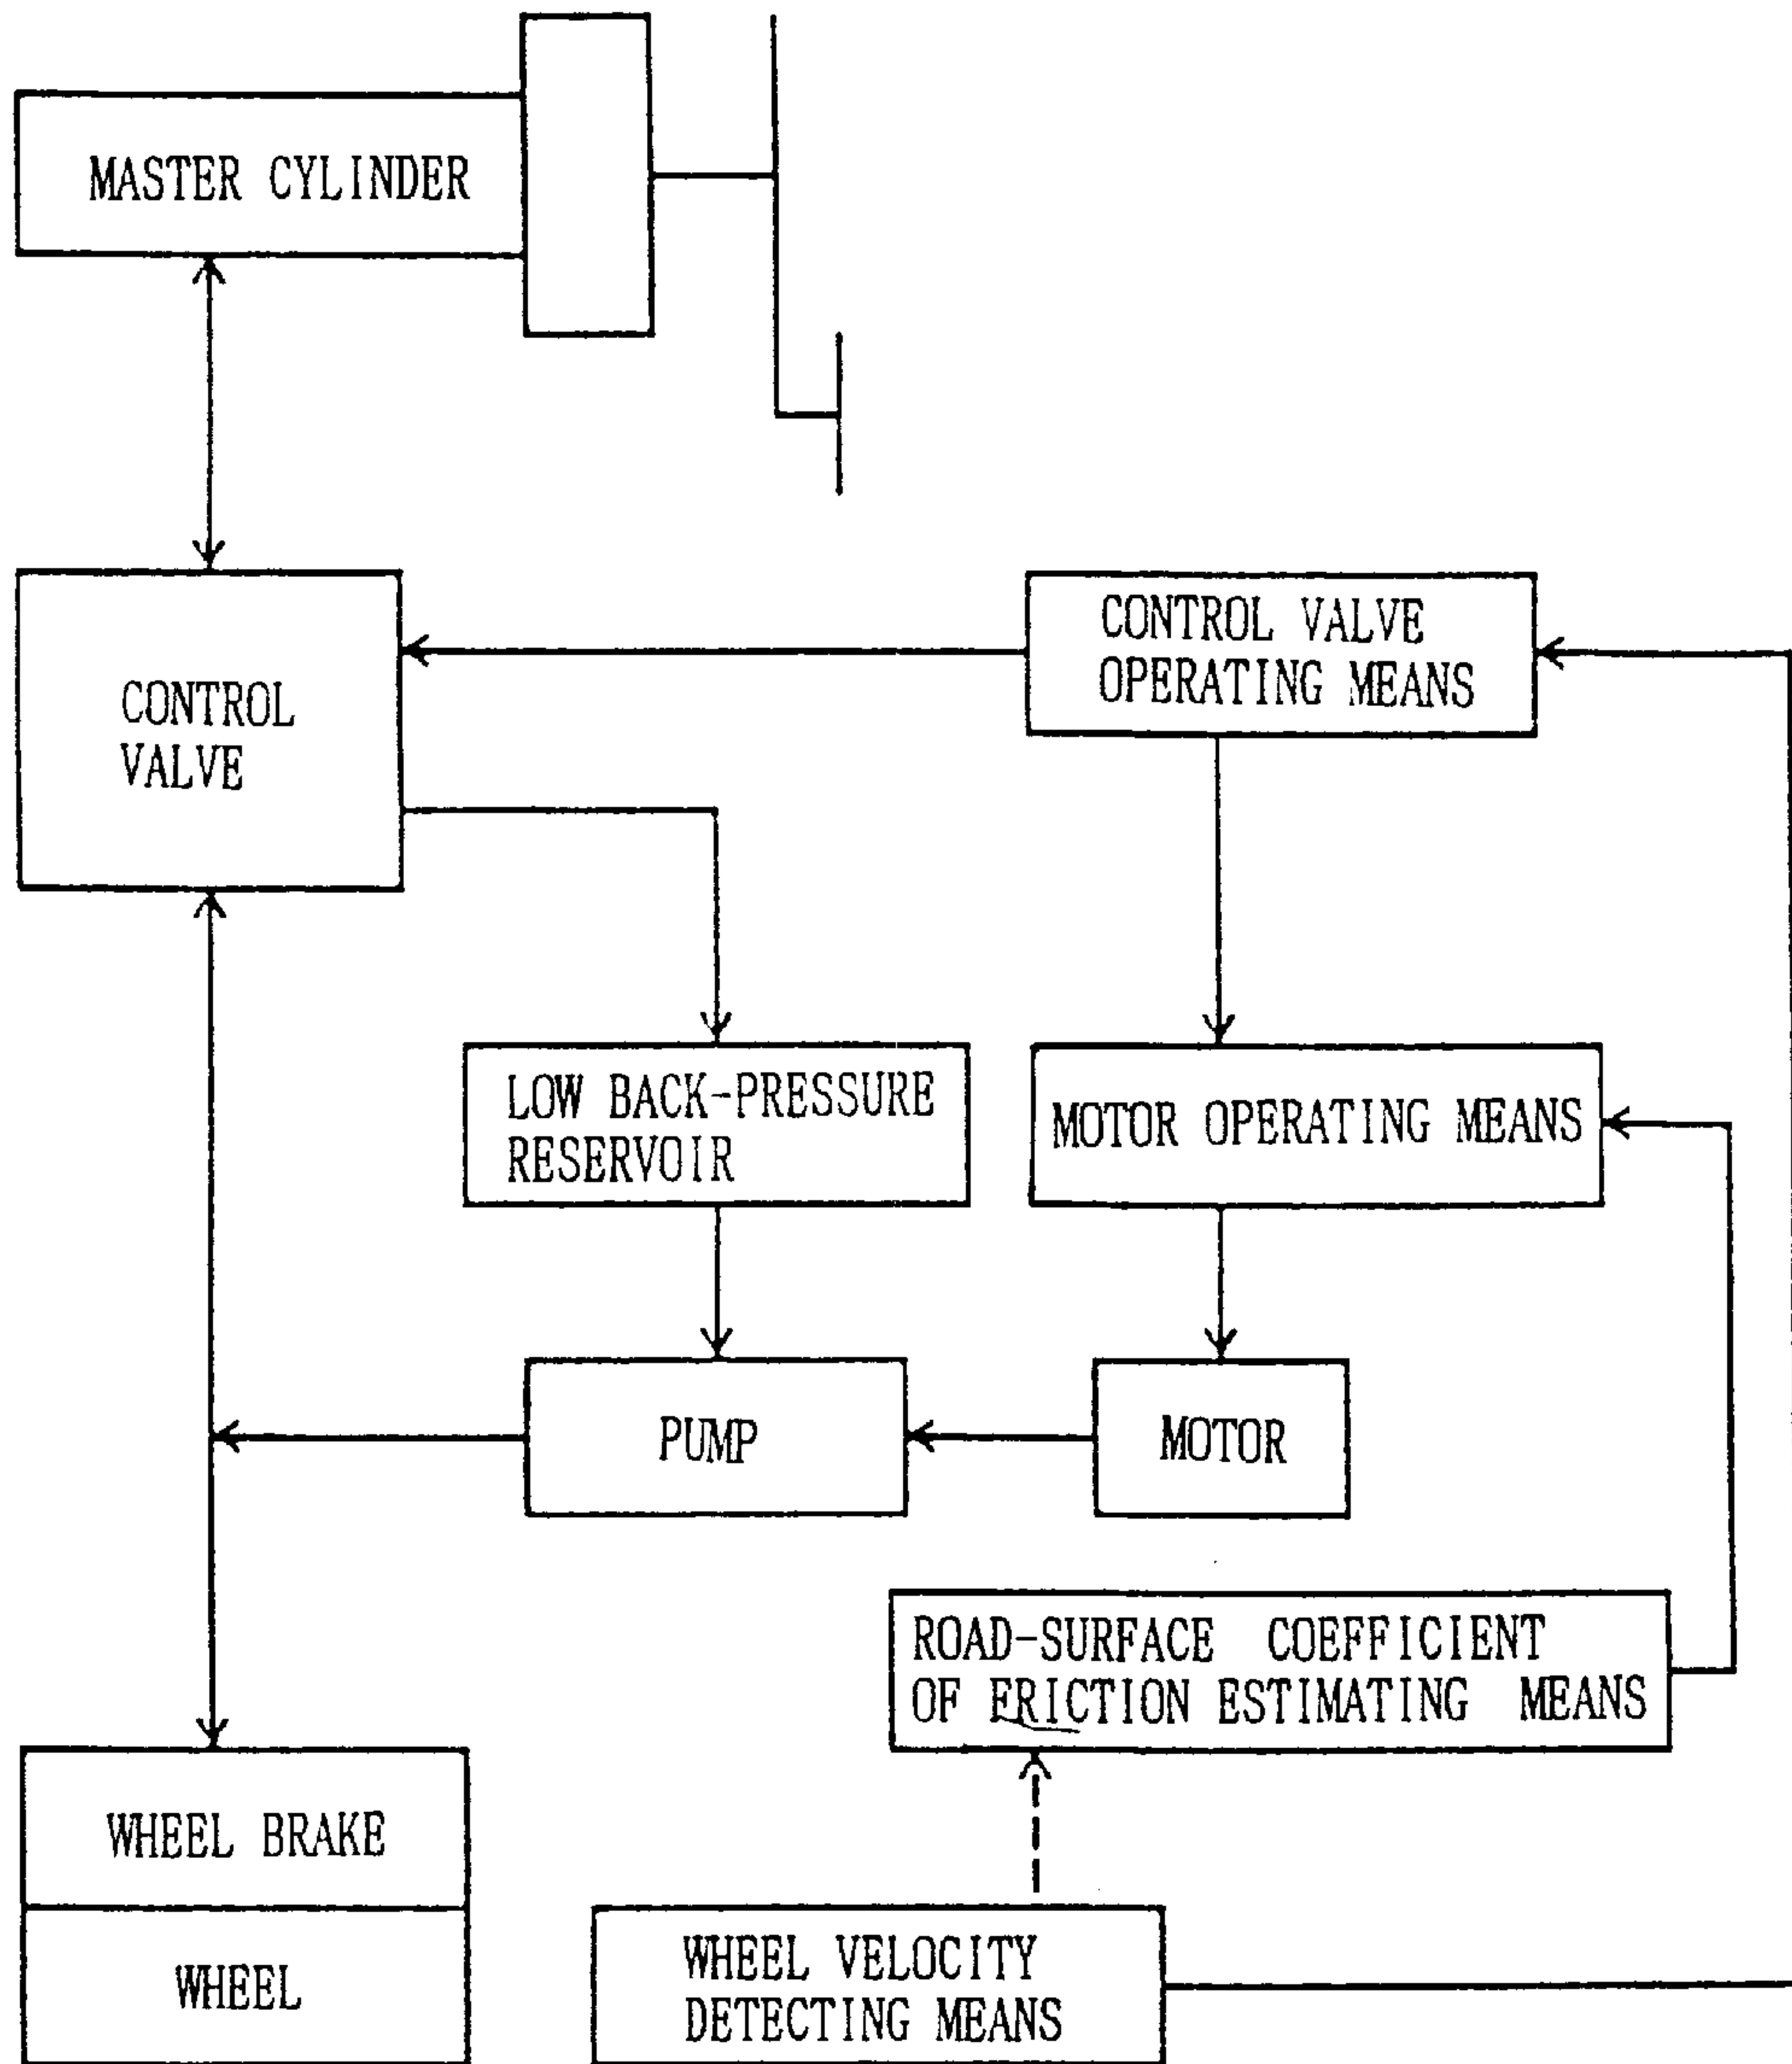 MASTER CYLINDER
CONTROL VALVE
OPERATING MEANS
CONTROL
VALVE
LOW BACK-PRESSURE
RESERVOIR
MOTOR OPERATING MEANS
PUMP
MOTOR
ROAD-SURFACE COEFFICIENT
OF FRICTION ESTIMATING MEANS
WHEEL BRAKE
WHEEL
WHEEL VELOCITY
DETECTING MEANS